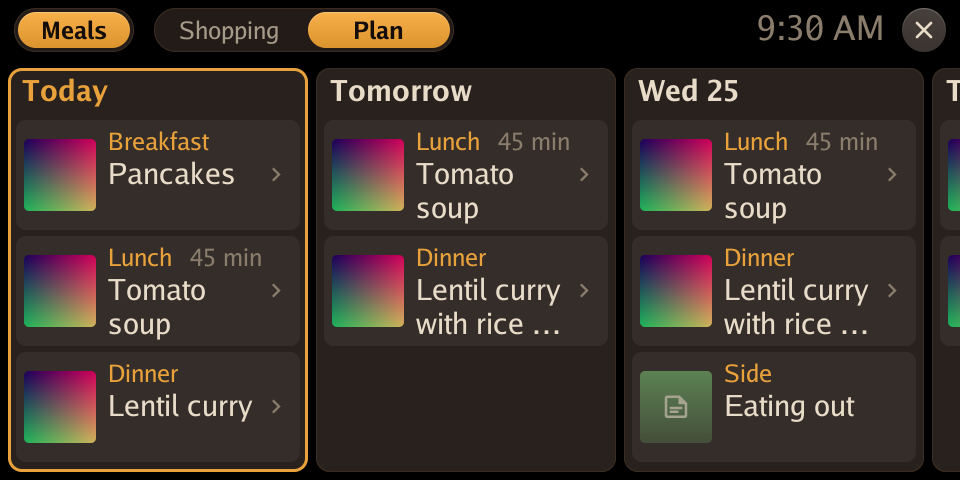 Meals
Shopping
Plan
9:30 AM
Today
Breakfast
Pancakes
Lunch 45 min
Tomato
soup
Dinner
Lentil curry
Tomorrow
Lunch 45 min
Tomato
soup
Dinner
Lentil curry
with rice …
Wed 25
Lunch 45 min
Tomato
soup
Dinner
Lentil curry
with rice …
Side
Eating out